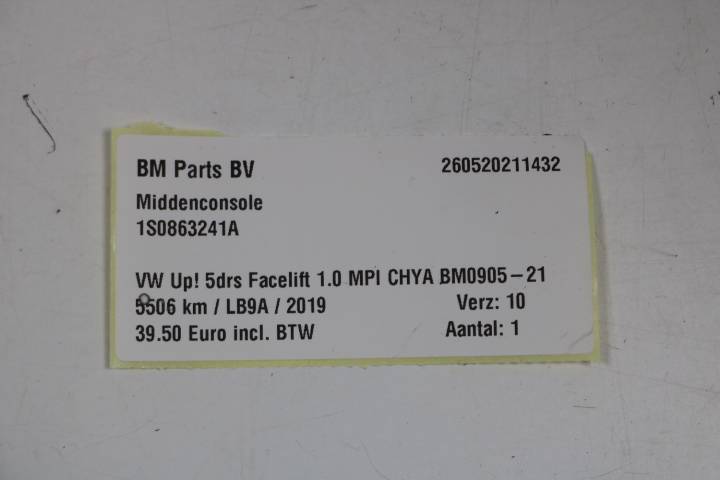 BM Parts BV 260520211432
Middenconsole
1S0863241A
VW Up! 5drs Facelift 1.0 MPI CHYA BM0905-21
5506 km / LB9A / 2019 Verz: 10
39.50 Euro incl. BTW Aantal: 1